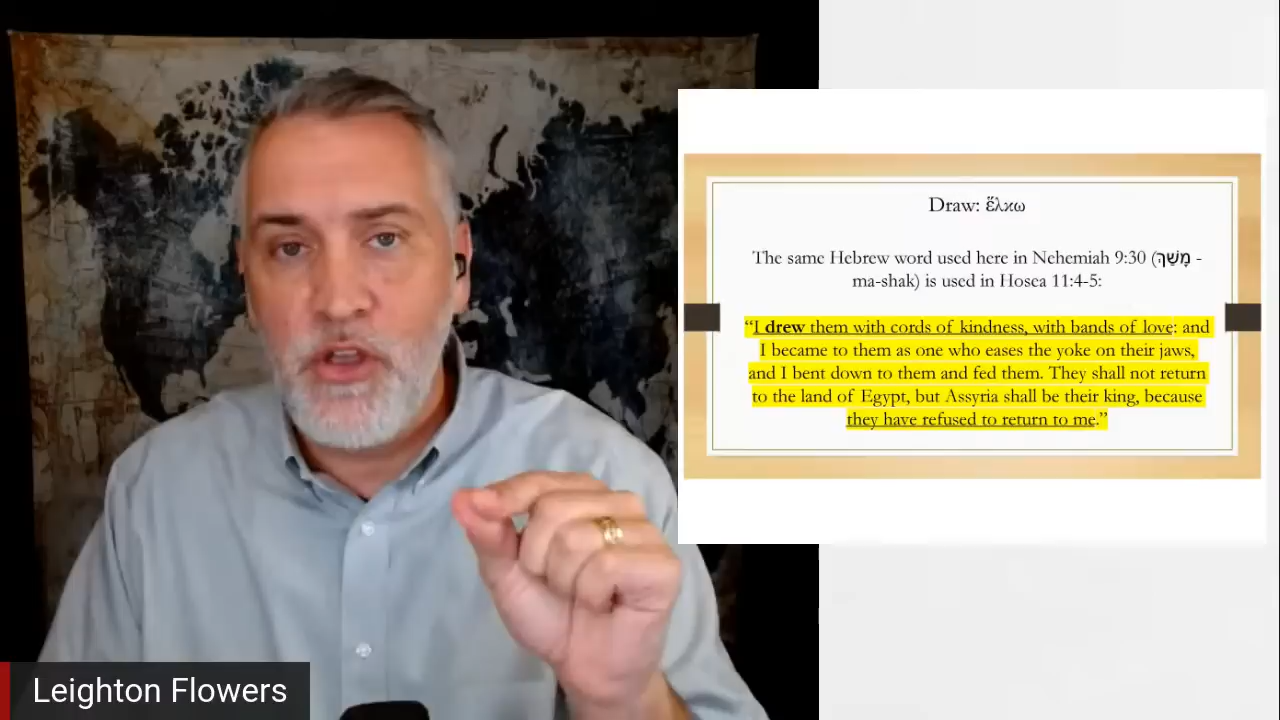 Draw: ἕλκω
The same Hebrew word used here in Nehemiah 9:30 (מָשַׁךְ -
ma-shak) is used in Hosea 11:4-5:
“I drew them with cords of kindness, with bands of love: and
I became to them as one who eases the yoke on their jaws,
and I bent down to them and fed them. They shall not return
to the land of Egypt, but Assyria shall be their king, because
they have refused to return to me.”
Leighton Flowers